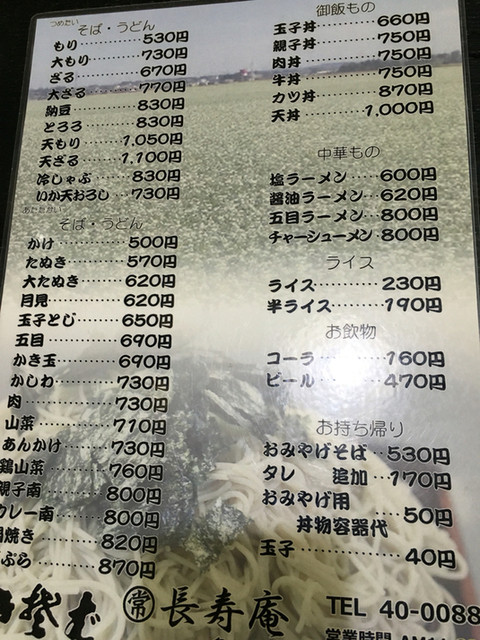 つめたい
そば・うどん
もり………530円
大もり………730円
ざる………670円
大ざる………770円
納豆………830円
とろろ………830円
天もり………1,050円
天ざる………1,100円
冷しゃぶ………830円
いか天おろし…730円
あたたかい
そば・うどん
かけ………500円
たぬき………570円
大たぬき………620円
月見………620円
玉子とじ………650円
五目………690円
かき玉………690円
かしわ………730円
肉………730円
山菜………710円
あんかけ………730円
鶏山菜………760円
親子南………800円
カレー南………800円
焼き………820円
ぷら………870円
御飯もの
玉子丼………660円
親子丼………750円
肉丼………750円
牛丼………750円
カツ丼………870円
天丼………1,000円
中華もの
塩ラーメン………600円
醤油ラーメン……620円
五目ラーメン……800円
チャーシューメン…800円
ライス
ライス………230円
半ライス………190円
お飲物
コーラ………160円
ビール………470円
お持ち帰り
おみやげそば…530円
タレ 追加…170円
おみやげ用
丼物容器代……50円
玉子………40円
常 長寿庵
TEL 40-0088
営業時間